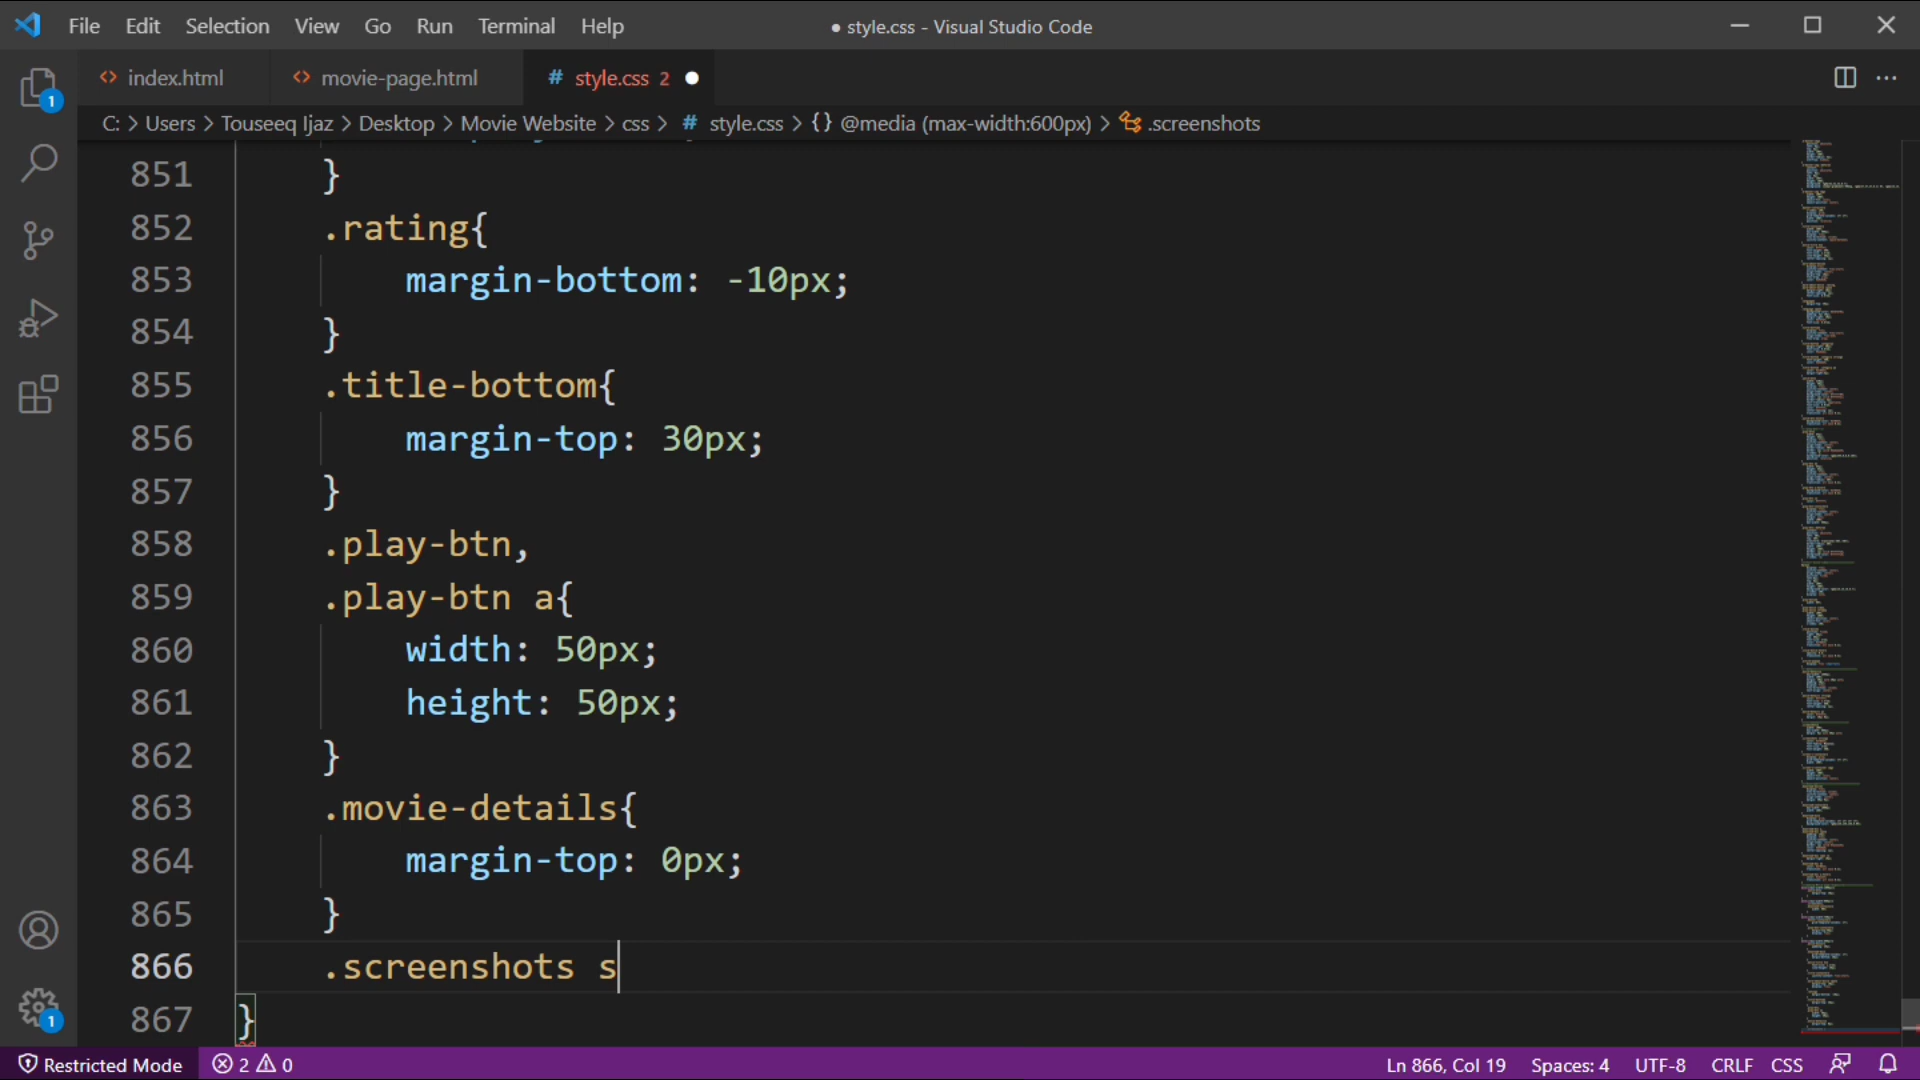 File Edit Selection View Go Run Terminal Help
● style.css - Visual Studio Code
index.html
movie-page.html
# style.css 2 ●
C: > Users > Touseeq Ijaz > Desktop > Movie Website > css > # style.css > {} @media (max-width:600px) > .screenshots
851 }
852 .rating{
853 margin-bottom: -10px;
854 }
855 .title-bottom{
856 margin-top: 30px;
857 }
858 .play-btn,
859 .play-btn a{
860 width: 50px;
861 height: 50px;
862 }
863 .movie-details{
864 margin-top: 0px;
865 }
866 .screenshots s
867 }
1
1
Restricted Mode 2 0 Ln 866, Col 19 Spaces: 4 UTF-8 CRLF CSS